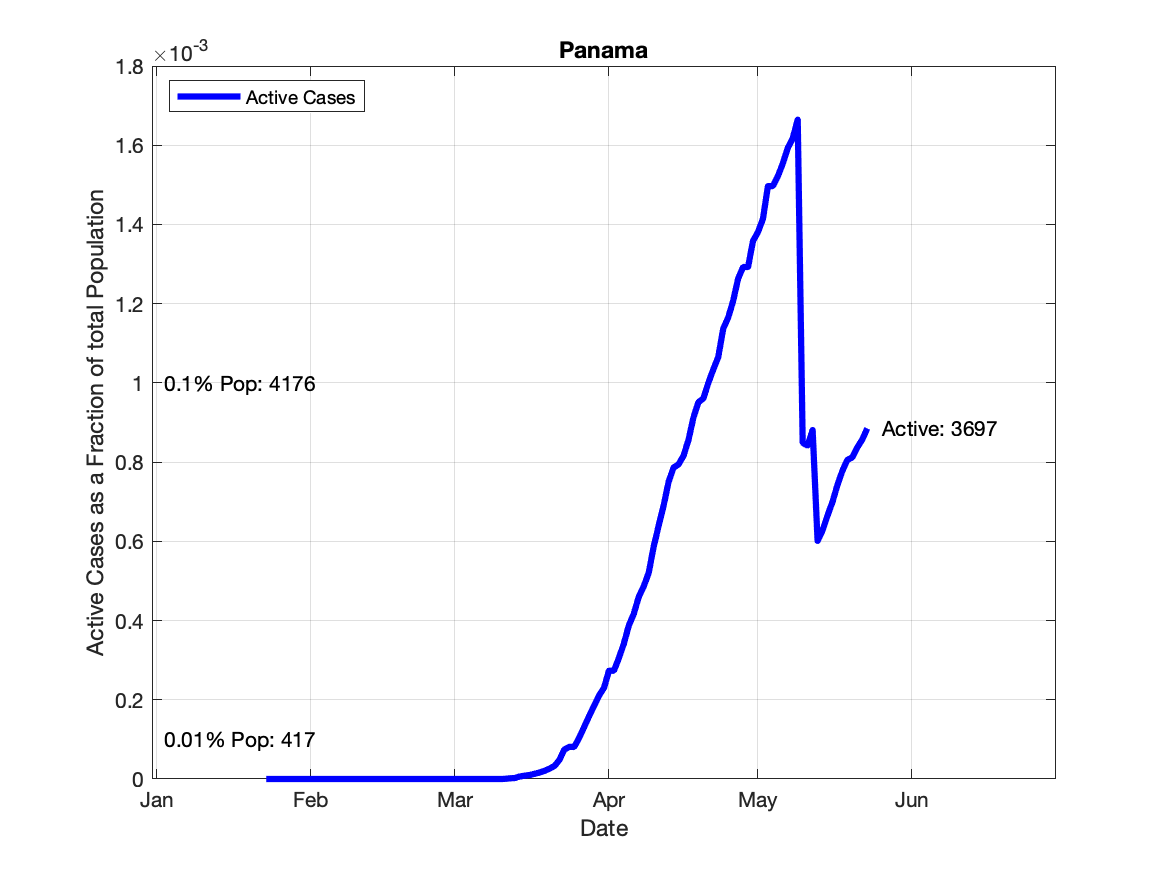 Panama
×10⁻³
Active Cases
1.8
1.6
1.4
1.2
1
0.8
0.6
0.4
0.2
0
0.1% Pop: 4176
0.01% Pop: 417
Active: 3697
Active Cases as a Fraction of total Population
Jan Feb Mar Apr May Jun
Date